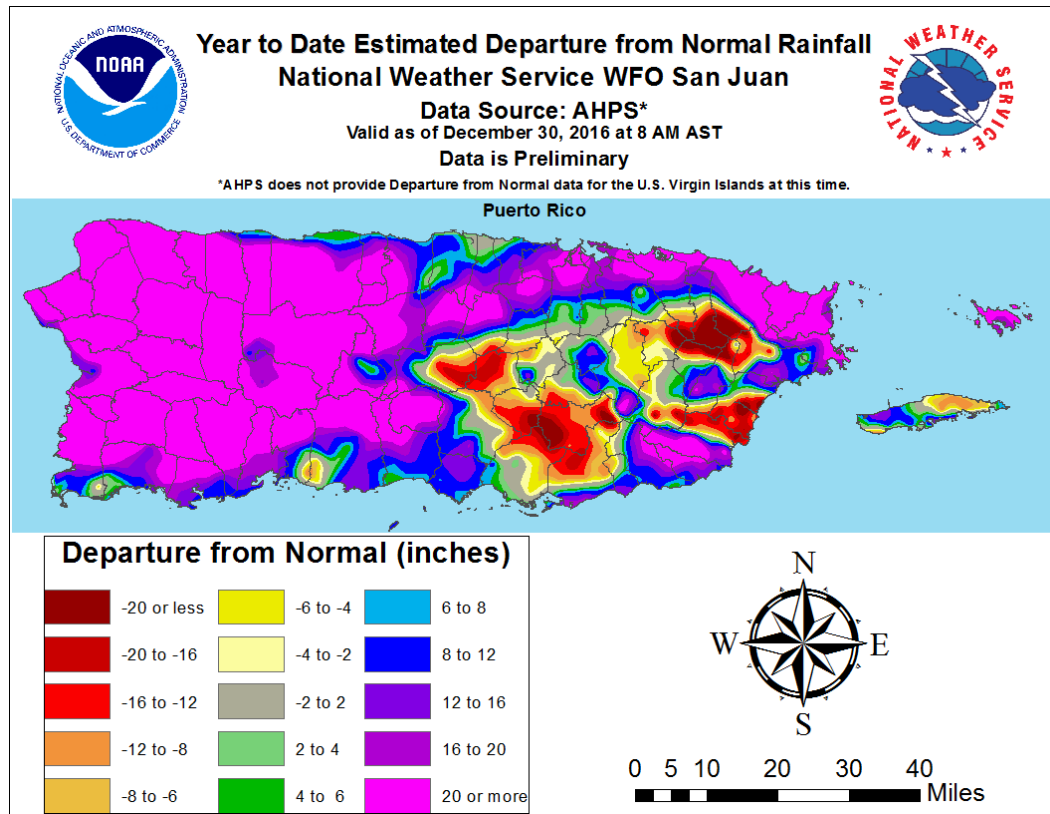 Year to Date Estimated Departure from Normal Rainfall
National Weather Service WFO San Juan
Data Source: AHPS*
Valid as of December 30, 2016 at 8 AM AST
Data is Preliminary
*AHPS does not provide Departure from Normal data for the U.S. Virgin Islands at this time.
NOAA
NATIONAL OCEANIC AND ATMOSPHERIC ADMINISTRATION
U.S. DEPARTMENT OF COMMERCE
NATIONAL WEATHER SERVICE
Puerto Rico
Departure from Normal (inches)
-20 or less
-20 to -16
-16 to -12
-12 to -8
-8 to -6
-6 to -4
-4 to -2
-2 to 2
2 to 4
4 to 6
6 to 8
8 to 12
12 to 16
16 to 20
20 or more
N
W E
S
0 5 10 20 30 40
Miles